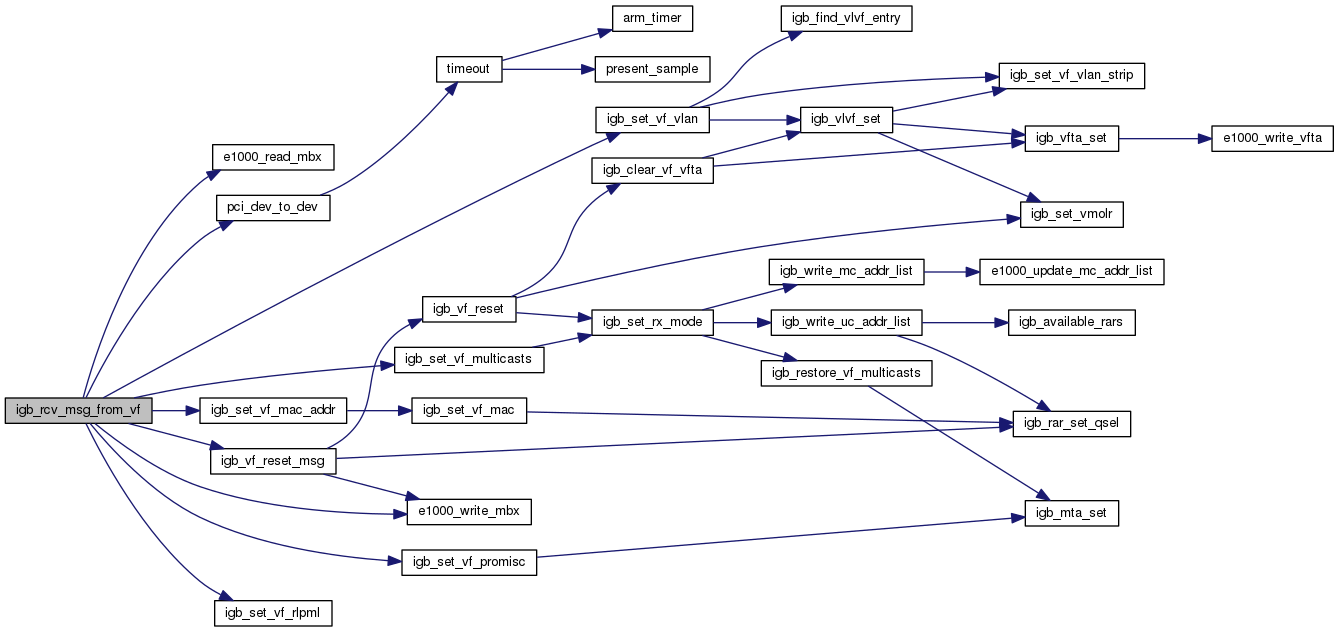 arm_timer
igb_find_vlvf_entry
timeout
present_sample
igb_set_vf_vlan_strip
igb_set_vf_vlan
igb_vlvf_set
igb_vfta_set
e1000_write_vfta
e1000_read_mbx
igb_clear_vf_vfta
pci_dev_to_dev
igb_set_vmolr
igb_write_mc_addr_list
e1000_update_mc_addr_list
igb_vf_reset
igb_set_rx_mode
igb_write_uc_addr_list
igb_available_rars
igb_set_vf_multicasts
igb_restore_vf_multicasts
igb_rcv_msg_from_vf
igb_set_vf_mac_addr
igb_set_vf_mac
igb_rar_set_qsel
igb_vf_reset_msg
e1000_write_mbx
igb_mta_set
igb_set_vf_promisc
igb_set_vf_rlpml